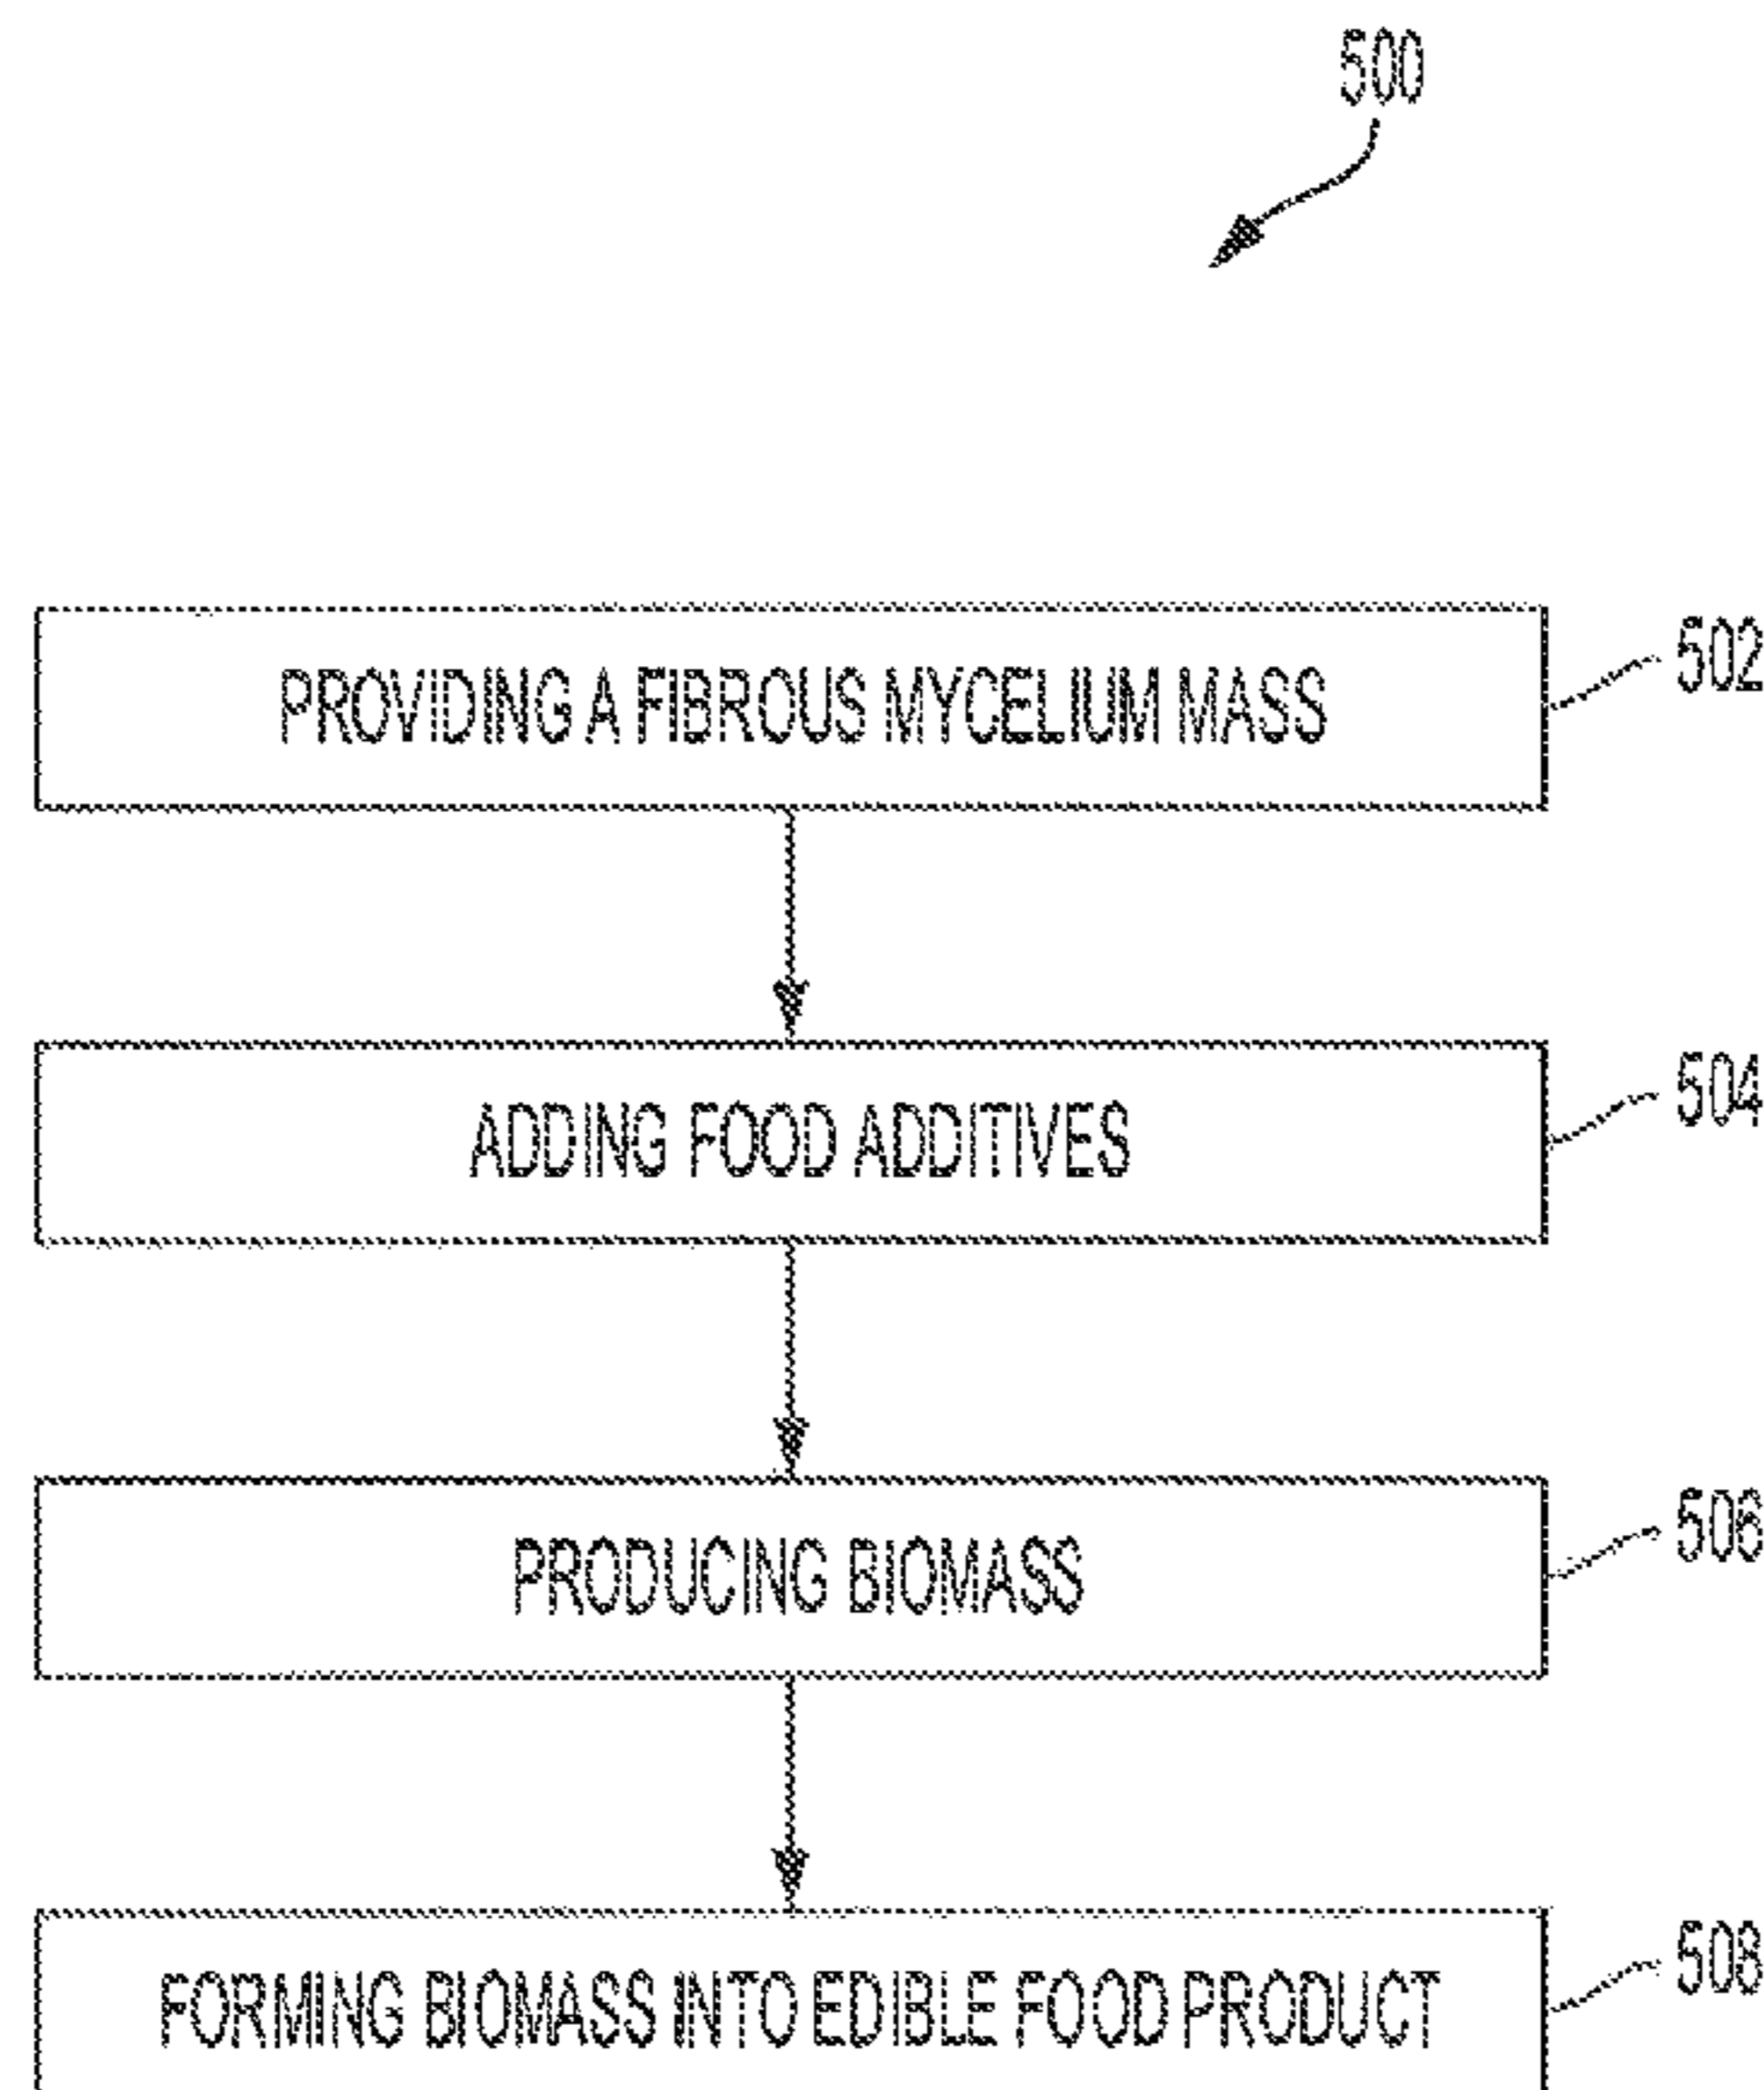 500
PROVIDING A FIBROUS MYCELIUM MASS
502
ADDING FOOD ADDITIVES
504
PRODUCING BIOMASS
506
FORMING BIOMASS INTO EDIBLE FOOD PRODUCT
508